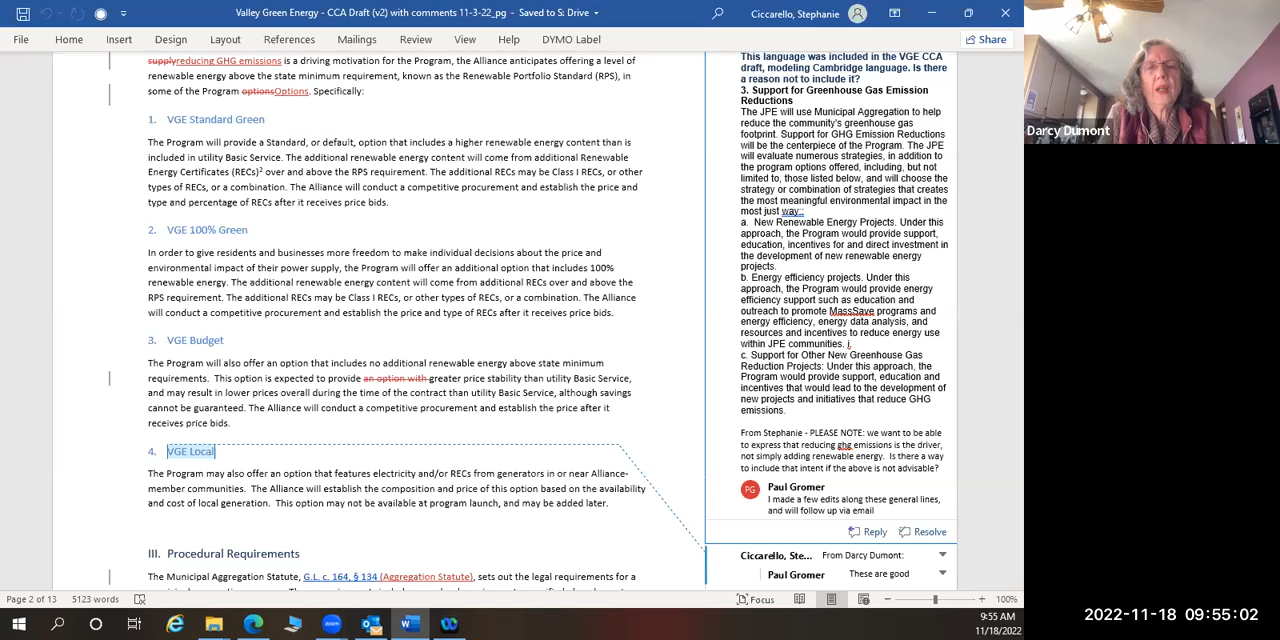 Valley Green Energy - CCA Draft (v2) with comments 11-3-22_pg - Saved to S: Drive
Ciccarello, Stephanie
File Home Insert Design Layout References Mailings Review View Help DYMO Label
Share
supplyreducing GHG emissions is a driving motivation for the Program, the Alliance anticipates offering a level of
renewable energy above the state minimum requirement, known as the Renewable Portfolio Standard (RPS), in
some of the Program optionsOptions. Specifically:
1. VGE Standard Green
The Program will provide a Standard, or default, option that includes a higher renewable energy content than is
included in utility Basic Service. The additional renewable energy content will come from additional Renewable
Energy Certificates (RECs)2 over and above the RPS requirement. The additional RECs may be Class I RECs, or other
types of RECs, or a combination. The Alliance will conduct a competitive procurement and establish the price and
type and percentage of RECs after it receives price bids.
2. VGE 100% Green
In order to give residents and businesses more freedom to make individual decisions about the price and
environmental impact of their power supply, the Program will offer an additional option that includes 100%
renewable energy. The additional renewable energy content will come from additional RECs over and above the
RPS requirement. The additional RECs may be Class I RECs, or other types of RECs, or a combination. The Alliance
will conduct a competitive procurement and establish the price and type of RECs after it receives price bids.
3. VGE Budget
The Program will also offer an option that includes no additional renewable energy above state minimum
requirements. This option is expected to provide an option with greater price stability than utility Basic Service,
and may result in lower prices overall during the time of the contract than utility Basic Service, although savings
cannot be guaranteed. The Alliance will conduct a competitive procurement and establish the price after it
receives price bids.
4. VGE Local
The Program may also offer an option that features electricity and/or RECs from generators in or near Alliance-
member communities. The Alliance will establish the composition and price of this option based on the availability
and cost of local generation. This option may not be available at program launch, and may be added later.
III. Procedural Requirements
The Municipal Aggregation Statute, G.L. c. 164, § 134 (Aggregation Statute), sets out the legal requirements for a
This language was included in the VGE CCA
draft, modeling Cambridge language. Is there
a reason not to include it?
3. Support for Greenhouse Gas Emission
Reductions
The JPE will use Municipal Aggregation to help
reduce the community's greenhouse gas
footprint. Support for GHG Emission Reductions
will be the centerpiece of the Program. The JPE
will evaluate numerous strategies, in addition to
the program options offered, including, but not
limited to, those listed below, and will choose the
strategy or combination of strategies that creates
the most meaningful environmental impact in the
most just way;:
a. New Renewable Energy Projects. Under this
approach, the Program would provide support,
education, incentives for and direct investment in
the development of new renewable energy
projects.
b. Energy efficiency projects. Under this
approach, the Program would provide energy
efficiency support such as education and
outreach to promote MassSave programs and
energy efficiency, energy data analysis, and
resources and incentives to reduce energy use
within JPE communities. i.
c. Support for Other New Greenhouse Gas
Reduction Projects: Under this approach, the
Program would provide support, education and
incentives that would lead to the development of
new projects and initiatives that reduce GHG
emissions.
From Stephanie - PLEASE NOTE: we want to be able
to express that reducing ghg emissions is the driver,
not simply adding renewable energy. Is there a way
to include that intent if the above is not advisable?
PG Paul Gromer
I made a few edits along these general lines,
and will follow up via email
Reply Resolve
Ciccarello, Ste... From Darcy Dumont:
Paul Gromer These are good
Darcy Dumont
Page 2 of 13 5123 words Focus 100%
zoom
9:55 AM
11/18/2022
2022-11-18 09:55:02